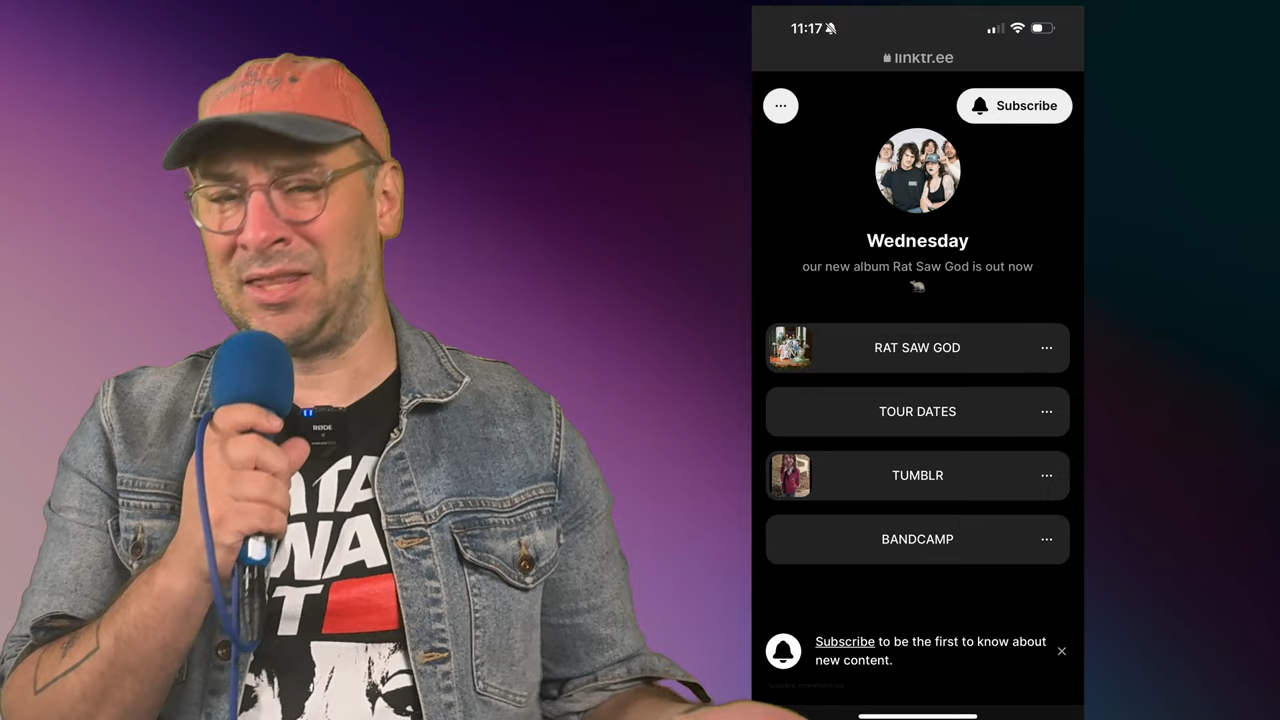 11:17
linktr.ee
Subscribe
Wednesday
our new album Rat Saw God is out now
RAT SAW GOD
TOUR DATES
TUMBLR
BANDCAMP
Subscribe to be the first to know about
new content.
RØDE